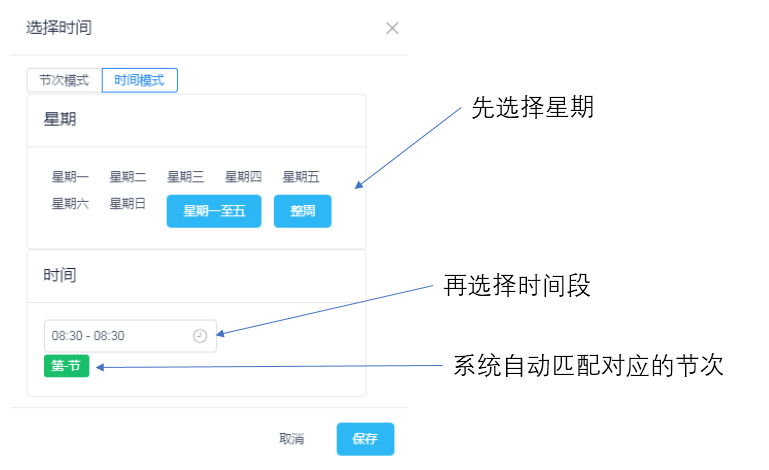 选择时间
节次模式 时间模式
星期
先选择星期
星期一 星期二 星期三 星期四 星期五
星期六 星期日 星期一至五 整周
时间
再选择时间段
08:30 - 08:30
第-节
系统自动匹配对应的节次
取消 保存